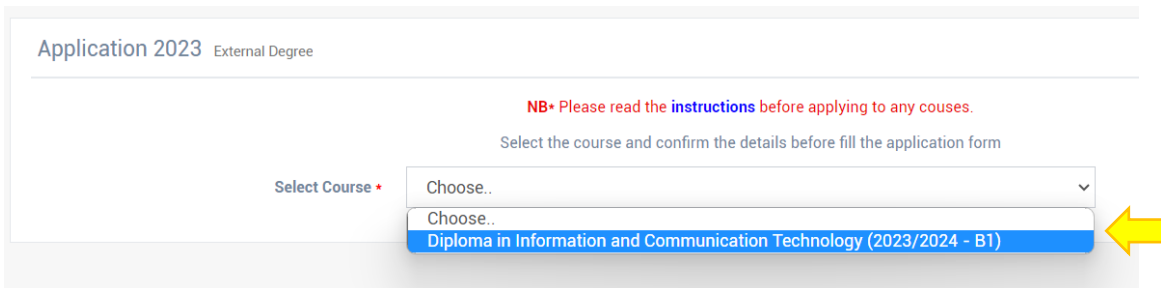 Application 2023 External Degree
NB* Please read the instructions before applying to any couses.
Select the course and confirm the details before fill the application form
Select Course *
Choose..
Choose..
Diploma in Information and Communication Technology (2023/2024 - B1)